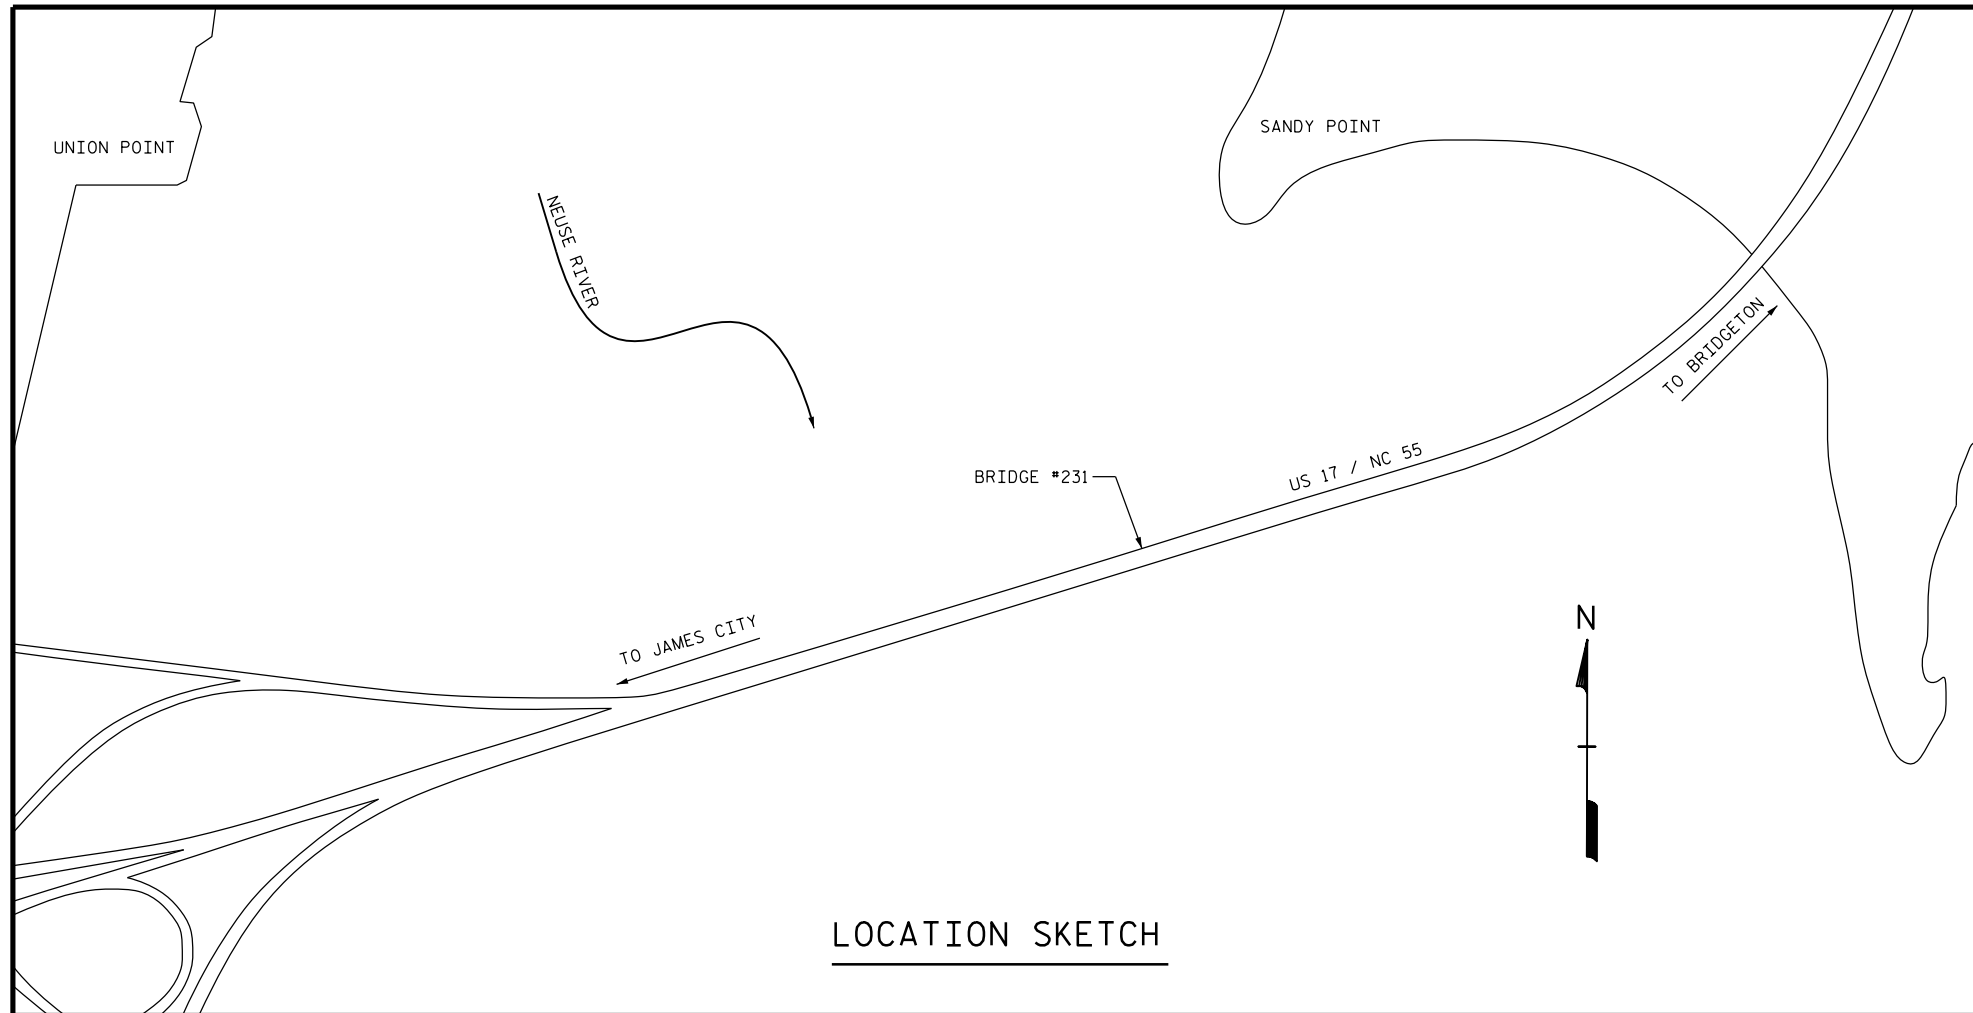 SANDY POINT
UNION POINT
NEUSE RIVER
TO BRIDGETON
US 17 / NC 55
BRIDGE #231
TO JAMES CITY
N
LOCATION SKETCH